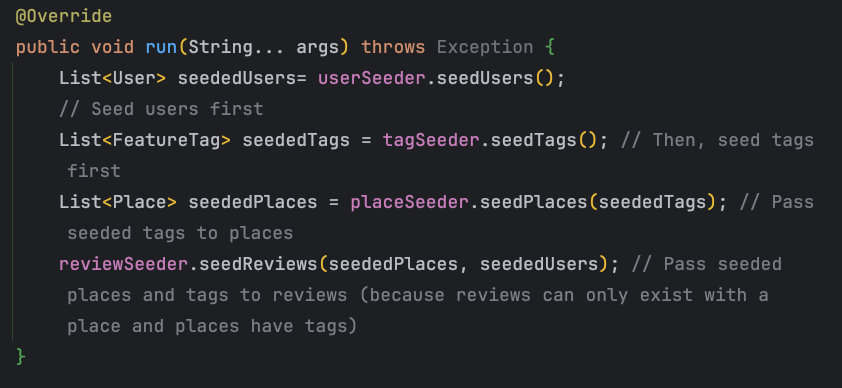 @Override
public void run(String... args) throws Exception {
List<User> seededUsers= userSeeder.seedUsers();
// Seed users first
List<FeatureTag> seededTags = tagSeeder.seedTags(); // Then, seed tags
first
List<Place> seededPlaces = placeSeeder.seedPlaces(seededTags); // Pass
seeded tags to places
reviewSeeder.seedReviews(seededPlaces, seededUsers); // Pass seeded
places and tags to reviews (because reviews can only exist with a
place and places have tags)
}